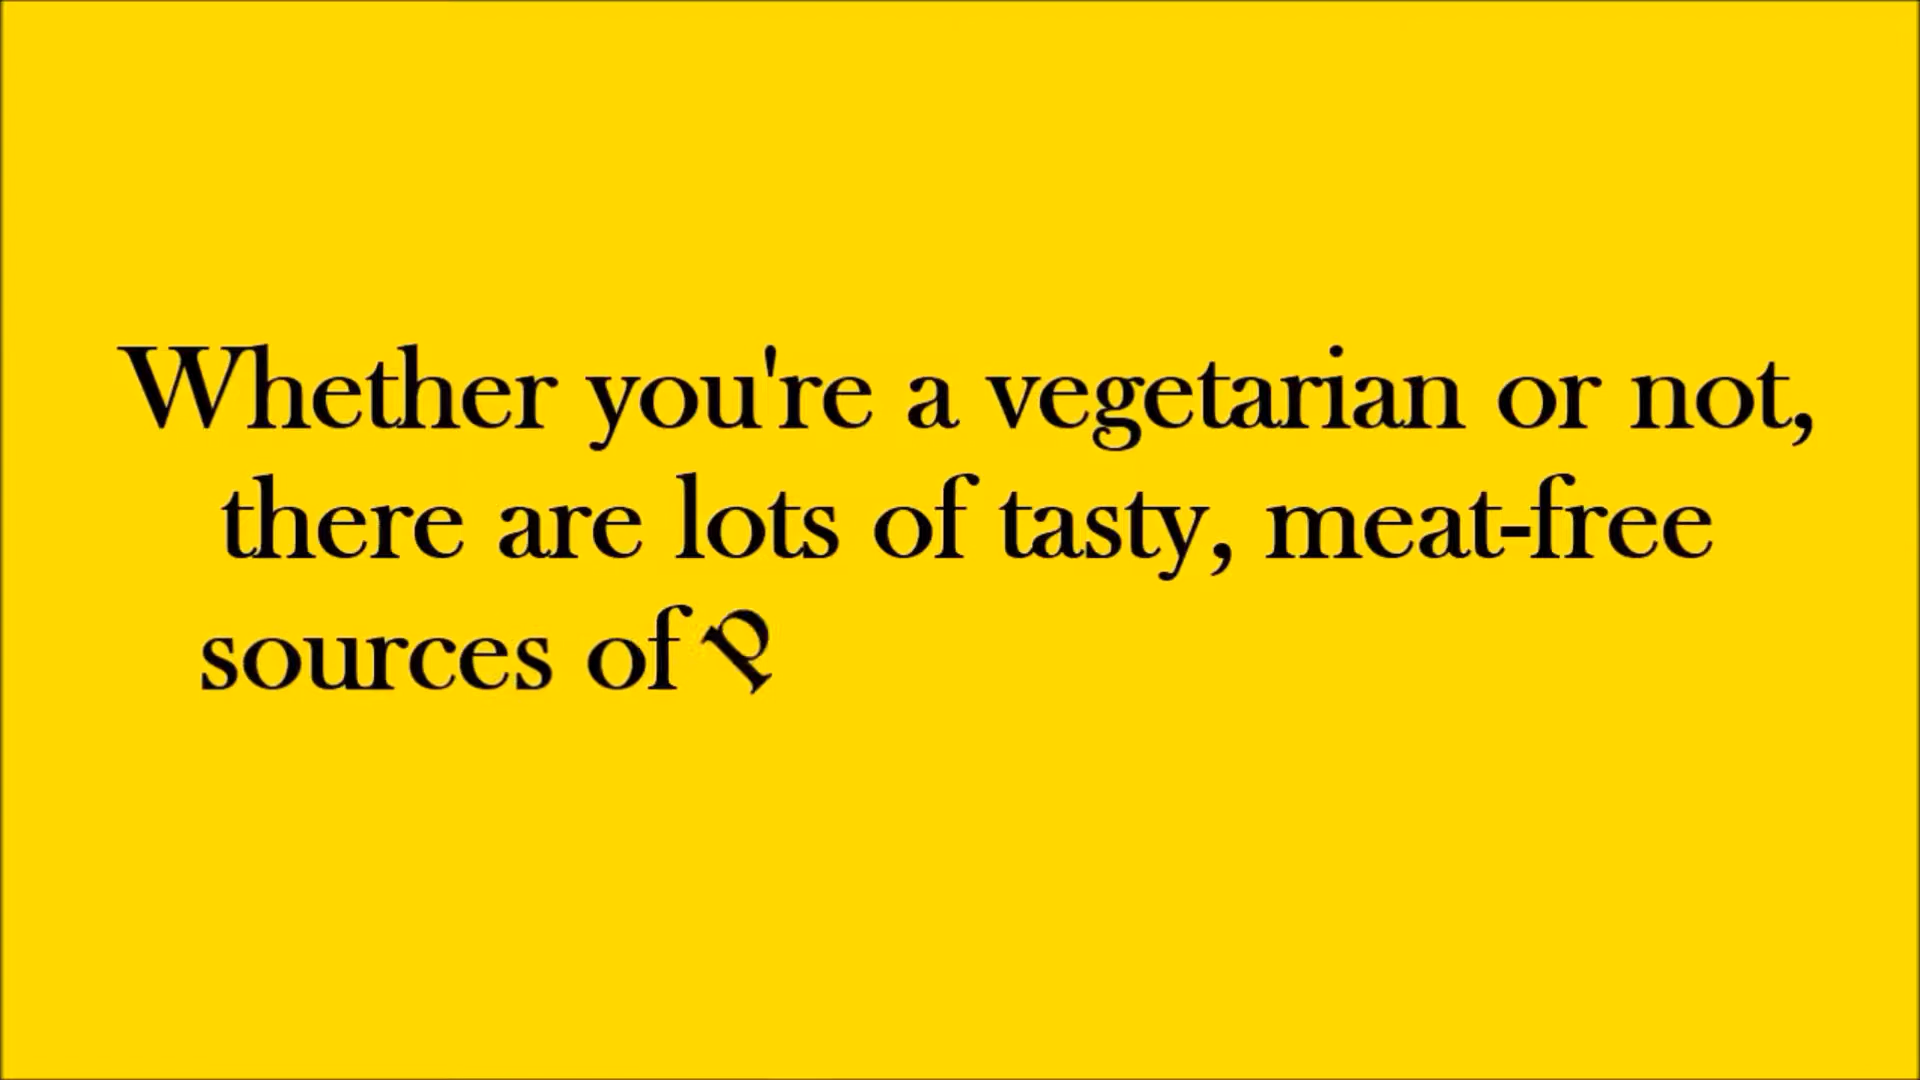 Whether you're a vegetarian or not,
there are lots of tasty, meat-free
sources of p